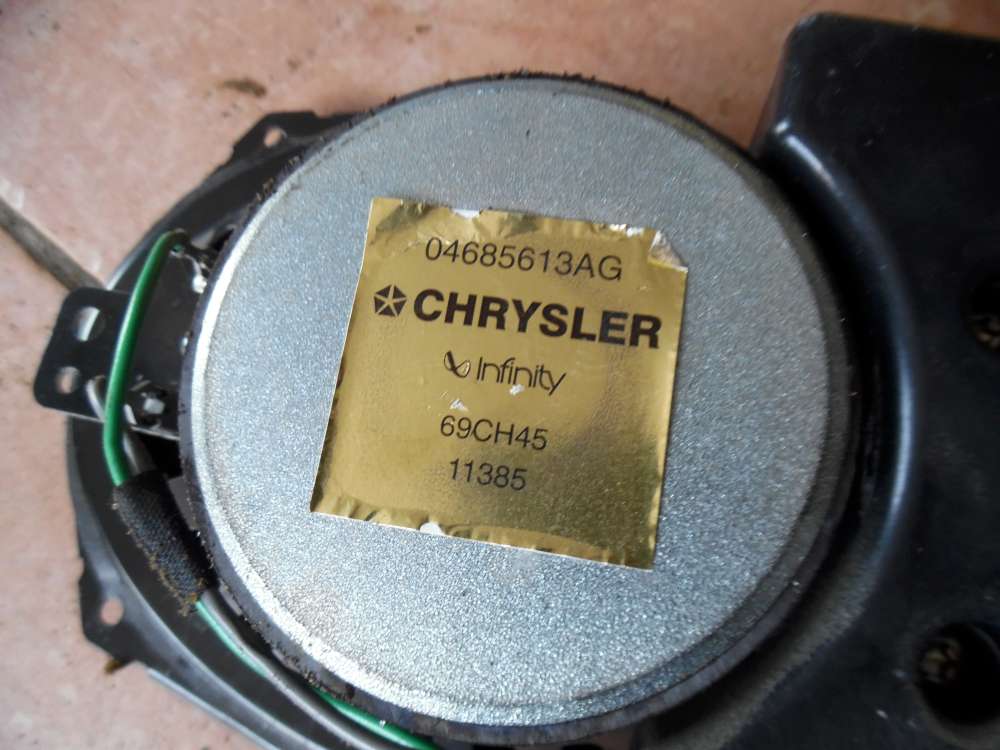 04685613AG
CHRYSLER
Infinity
69CH45
11385